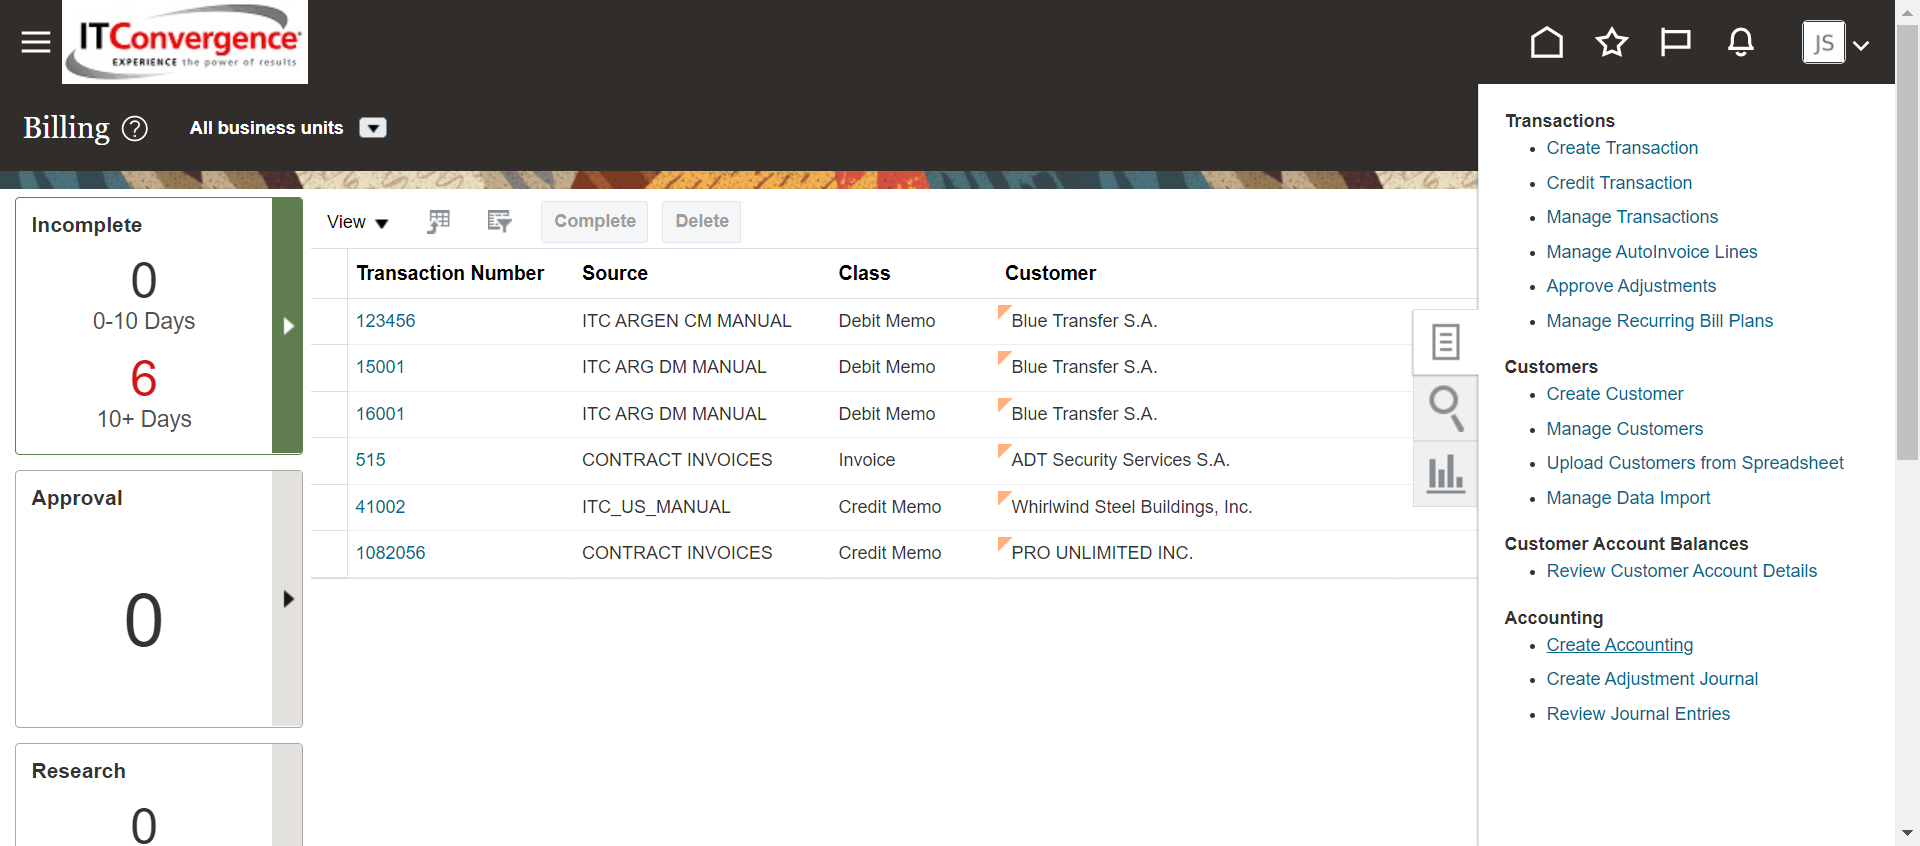 ITConvergence
EXPERIENCE the power of results
JS
Billing
All business units
Incomplete
0
0-10 Days
6
10+ Days
Approval
0
Research
0
View
Complete
Delete
Transaction Number Source Class Customer
123456 ITC ARGEN CM MANUAL Debit Memo Blue Transfer S.A.
15001 ITC ARG DM MANUAL Debit Memo Blue Transfer S.A.
16001 ITC ARG DM MANUAL Debit Memo Blue Transfer S.A.
515 CONTRACT INVOICES Invoice ADT Security Services S.A.
41002 ITC_US_MANUAL Credit Memo Whirlwind Steel Buildings, Inc.
1082056 CONTRACT INVOICES Credit Memo PRO UNLIMITED INC.
Transactions
Create Transaction
Credit Transaction
Manage Transactions
Manage AutoInvoice Lines
Approve Adjustments
Manage Recurring Bill Plans
Customers
Create Customer
Manage Customers
Upload Customers from Spreadsheet
Manage Data Import
Customer Account Balances
Review Customer Account Details
Accounting
Create Accounting
Create Adjustment Journal
Review Journal Entries